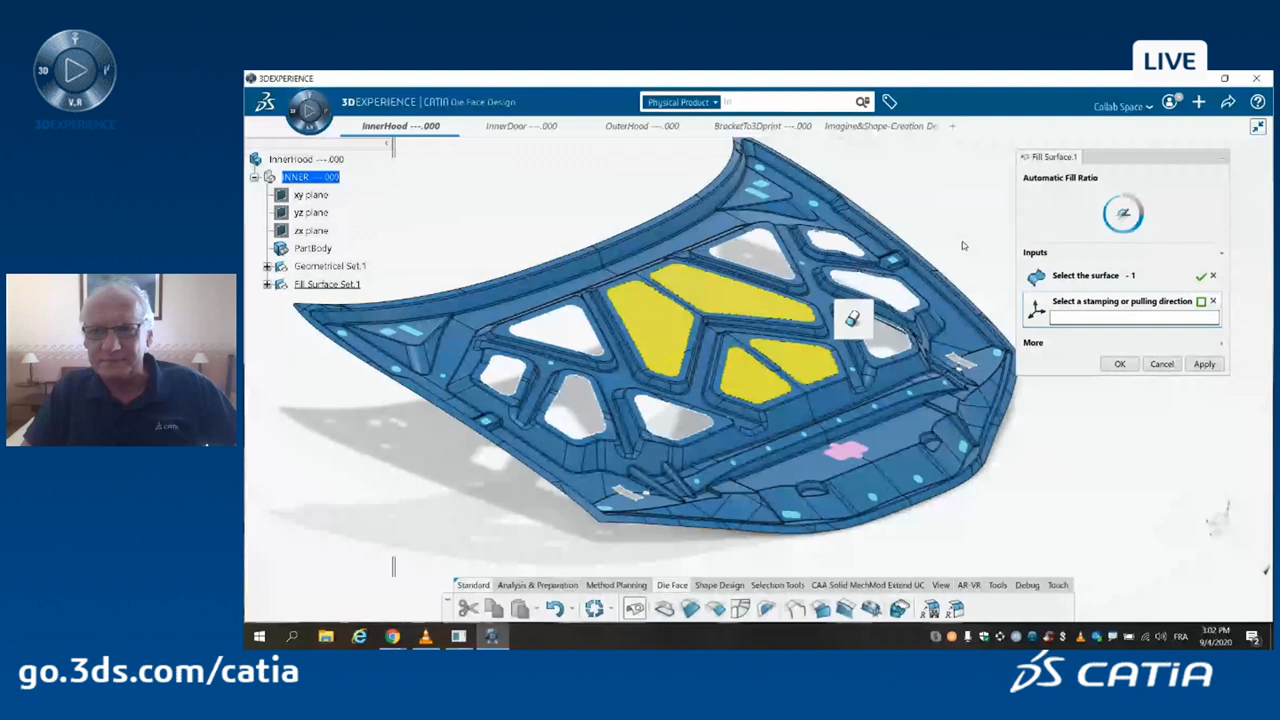 LIVE
3DEXPERIENCE
3DEXPERIENCE | CATIA Die Face Design
Physical Product
in
Collab Space
3D
V,R
3DEXPERIENCE
InnerHood ---.000
InnerDoor ---.000
OuterHood ---.000
BracketTo3Dprint ---.000
Imagine&Shape-Creation De
+
InnerHood ---.000
INNER ---.000
xy plane
yz plane
zx plane
PartBody
Geometrical Set.1
Fill Surface Set.1
Fill Surface.1
Automatic Fill Ratio
Inputs
Select the surface - 1
Select a stamping or pulling direction
More
OK
Cancel
Apply
CATIA
Standard
Analysis & Preparation
Method Planning
Die Face
Shape Design
Selection Tools
CAA Solid MechMod Extend UC
View
AR-VR
Tools
Debug
Touch
FRA
3:02 PM
9/4/2020
go.3ds.com/catia
CATIA